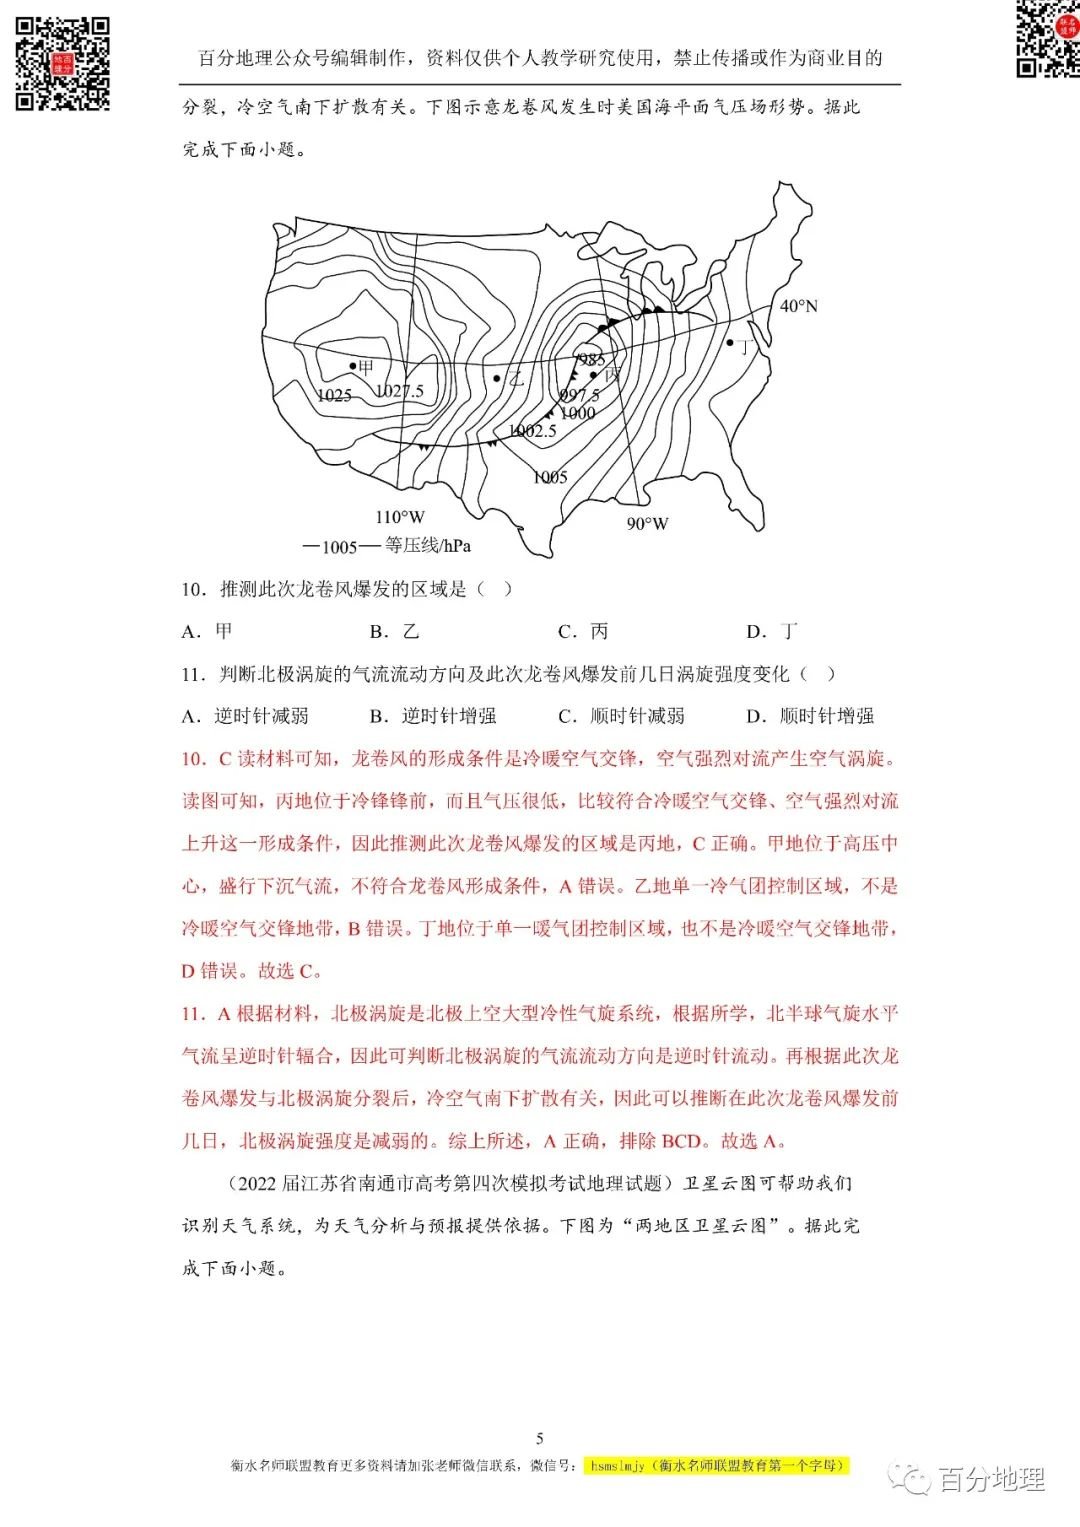 百分地理公众号编辑制作，资料仅供个人教学研究使用，禁止传播或作为商业目的
分裂，冷空气南下扩散有关。下图示意龙卷风发生时美国海平面气压场形势。据此
完成下面小题。
40°N
丁
甲
985
乙
丙
1025
1027.5
997.5
1000
1002.5
1005
110°W
90°W
—1005— 等压线/hPa
10．推测此次龙卷风爆发的区域是（　）
A．甲 B．乙 C．丙 D．丁
11．判断北极涡旋的气流流动方向及此次龙卷风爆发前几日涡旋强度变化（　）
A．逆时针减弱 B．逆时针增强 C．顺时针减弱 D．顺时针增强
10．C 读材料可知，龙卷风的形成条件是冷暖空气交锋，空气强烈对流产生空气涡旋。
读图可知，丙地位于冷锋锋前，而且气压很低，比较符合冷暖空气交锋、空气强烈对流
上升这一形成条件，因此推测此次龙卷风爆发的区域是丙地，C 正确。甲地位于高压中
心，盛行下沉气流，不符合龙卷风形成条件，A 错误。乙地单一冷气团控制区域，不是
冷暖空气交锋地带，B 错误。丁地位于单一暖气团控制区域，也不是冷暖空气交锋地带，
D 错误。故选 C。
11．A 根据材料，北极涡旋是北极上空大型冷性气旋系统，根据所学，北半球气旋水平
气流呈逆时针辐合，因此可判断北极涡旋的气流流动方向是逆时针流动。再根据此次龙
卷风爆发与北极涡旋分裂后，冷空气南下扩散有关，因此可以推断在此次龙卷风爆发前
几日，北极涡旋强度是减弱的。综上所述，A 正确，排除 BCD。故选 A。
（2022 届江苏省南通市高考第四次模拟考试地理试题）卫星云图可帮助我们
识别天气系统，为天气分析与预报提供依据。下图为“两地区卫星云图”。据此完
成下面小题。
5
衡水名师联盟教育更多资料请加张老师微信联系，微信号： hsmslmjy（衡水名师联盟教育第一个字母）
百分地理